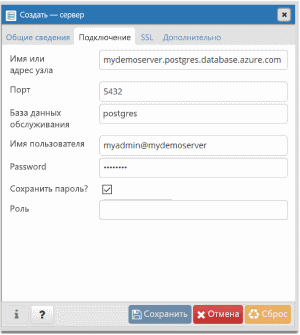 Создать — сервер
Общие сведения Подключение SSL Дополнительно
Имя или
адрес узла
mydemoserver.postgres.database.azure.com
Порт
5432
База данных
обслуживания
postgres
Имя пользователя
myadmin@mydemoserver
Password
••••••••
Сохранить пароль?
Роль
i ? Сохранить Отмена Сброс